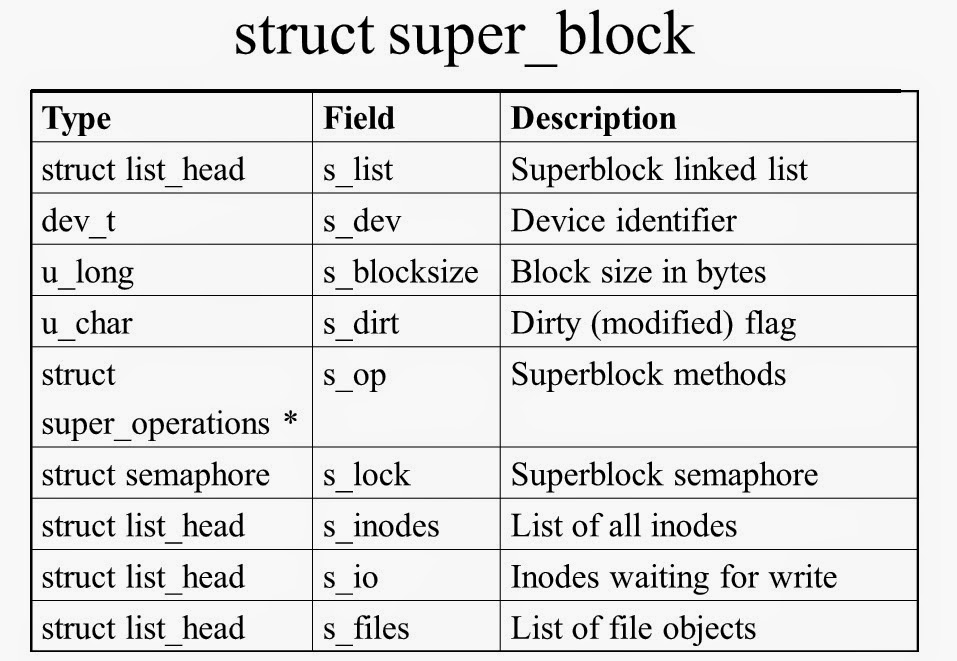 struct super_block
Type Field Description
struct list_head s_list Superblock linked list
dev_t s_dev Device identifier
u_long s_blocksize Block size in bytes
u_char s_dirt Dirty (modified) flag
struct s_op Superblock methods
super_operations *
struct semaphore s_lock Superblock semaphore
struct list_head s_inodes List of all inodes
struct list_head s_io Inodes waiting for write
struct list_head s_files List of file objects